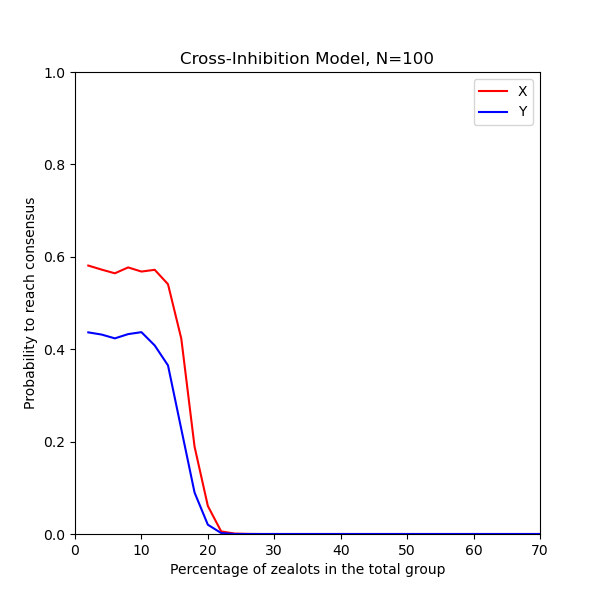 Cross-Inhibition Model, N=100
X
Y
Probability to reach consensus
1.0
0.8
0.6
0.4
0.2
0.0
0 10 20 30 40 50 60 70
Percentage of zealots in the total group